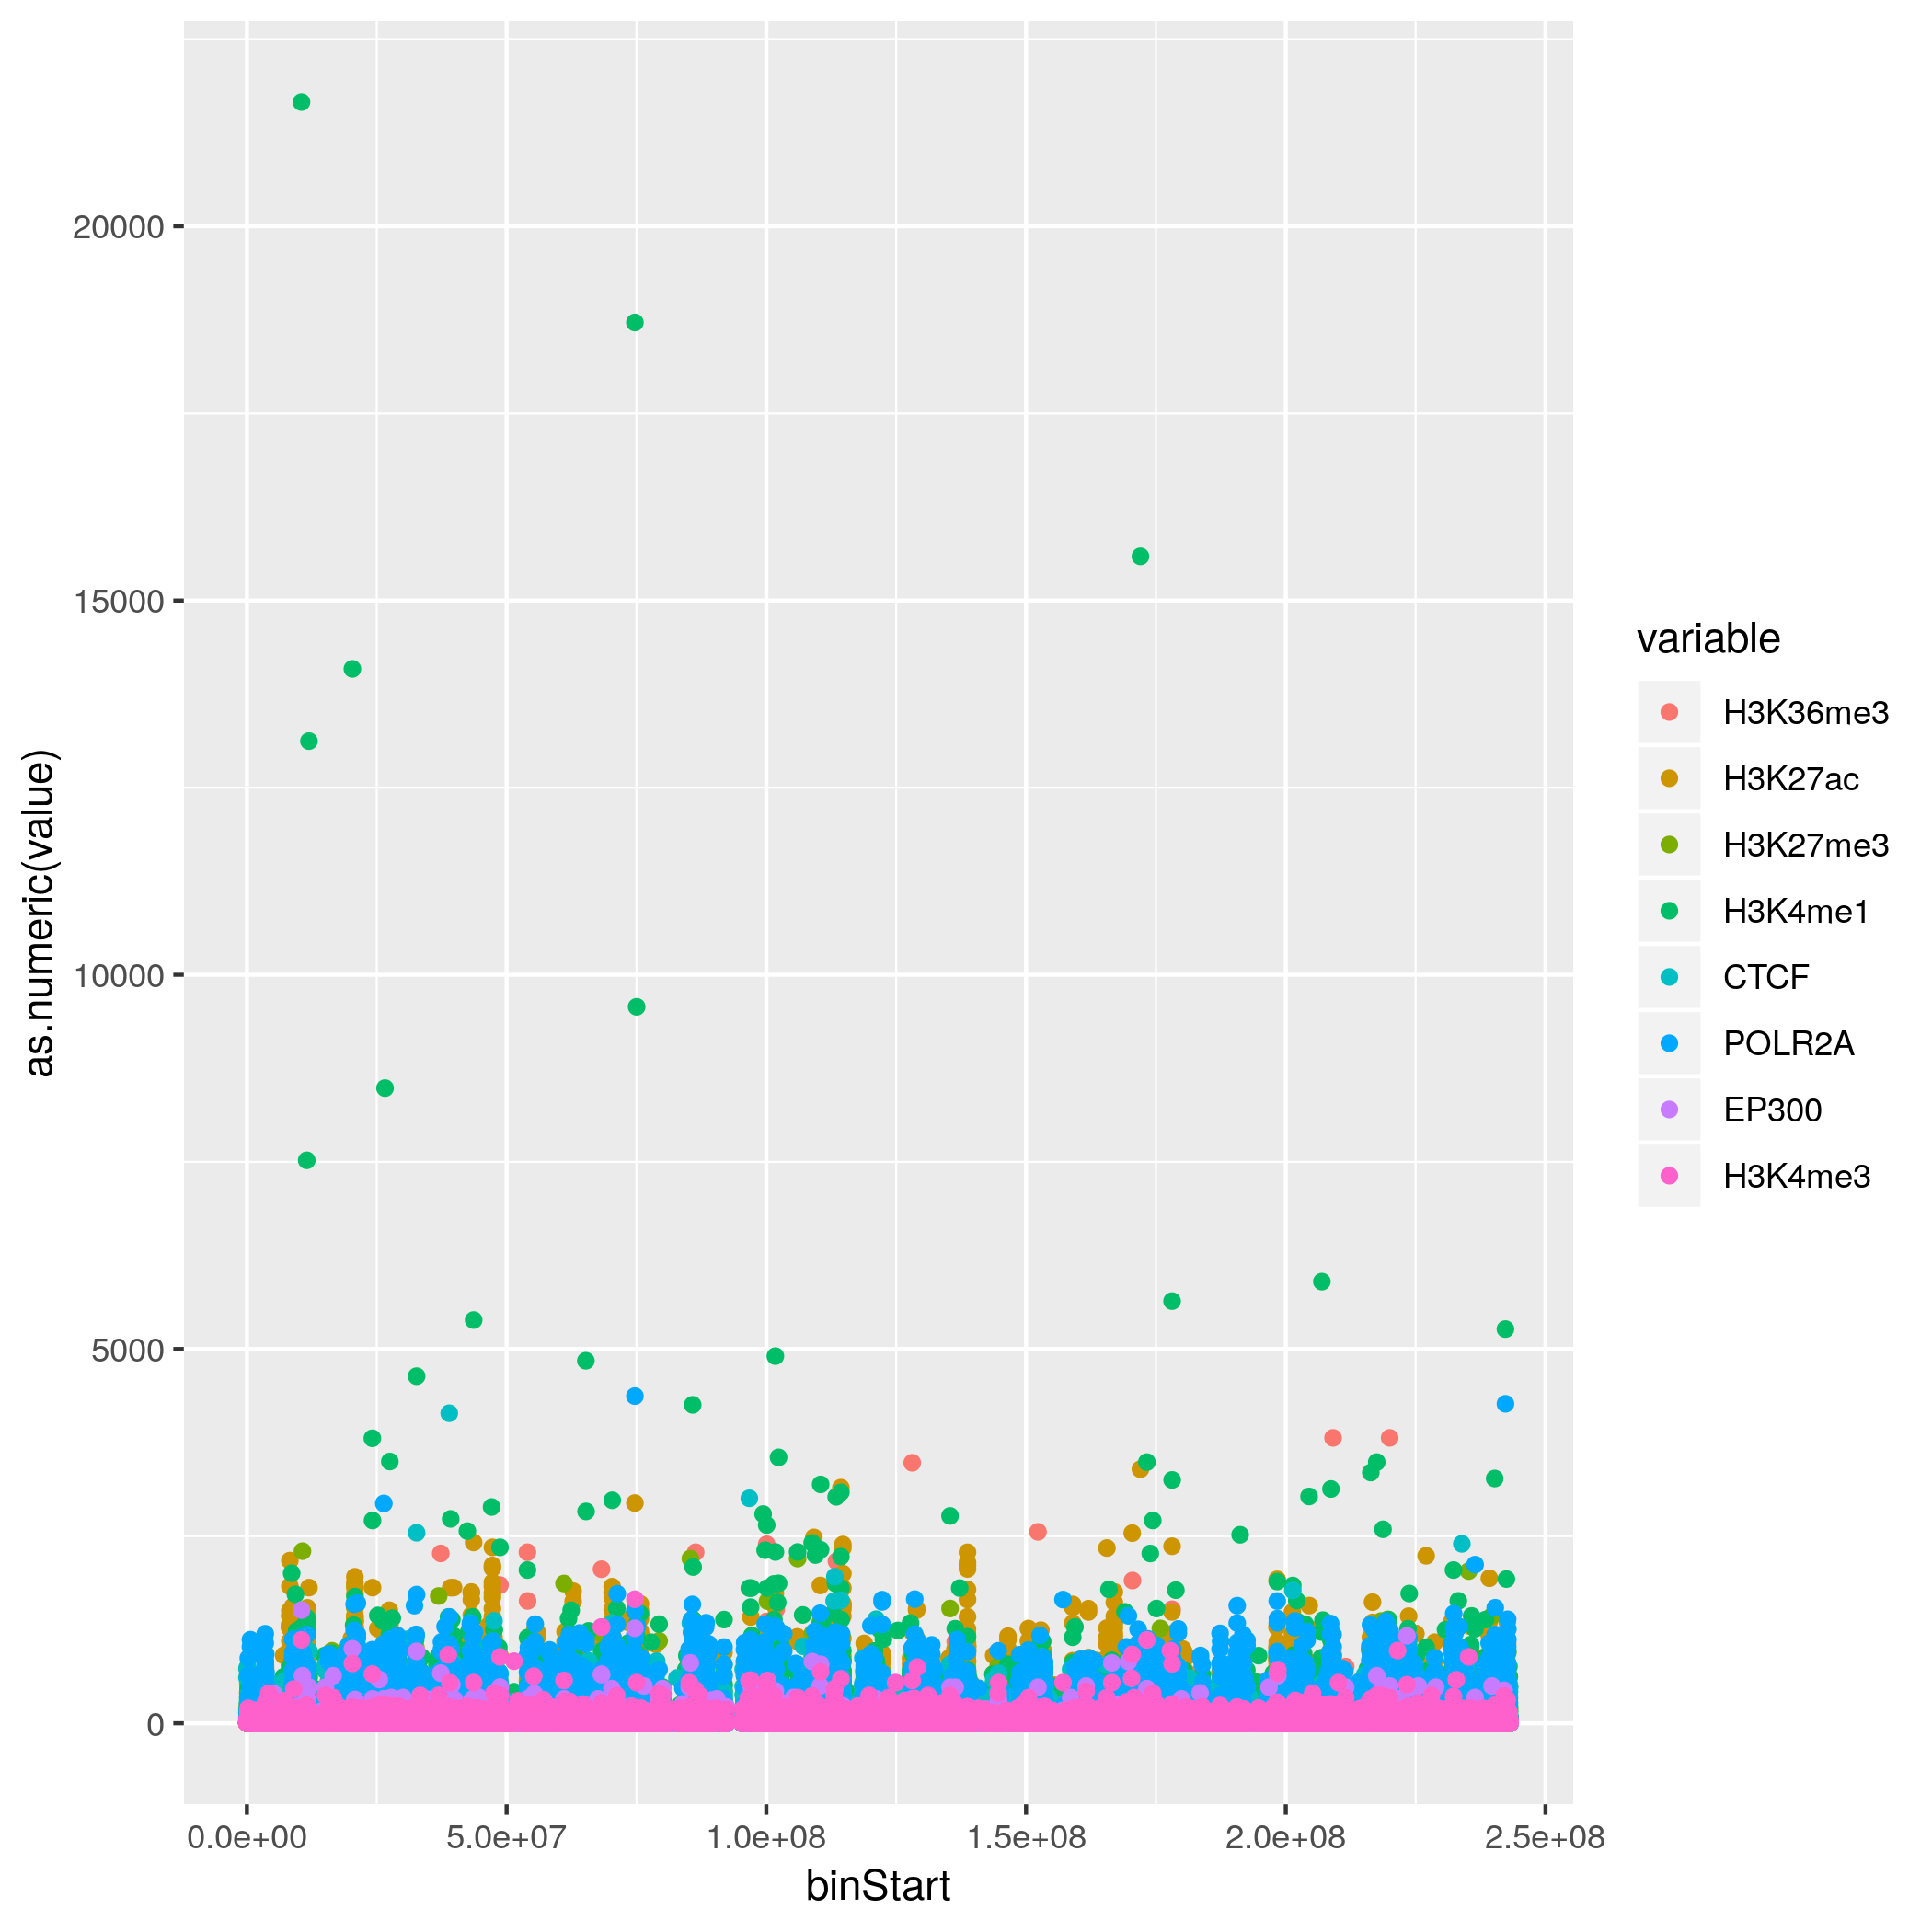 as.numeric(value)
20000
15000
10000
5000
0
0.0e+00 5.0e+07 1.0e+08 1.5e+08 2.0e+08 2.5e+08
binStart
variable
H3K36me3
H3K27ac
H3K27me3
H3K4me1
CTCF
POLR2A
EP300
H3K4me3